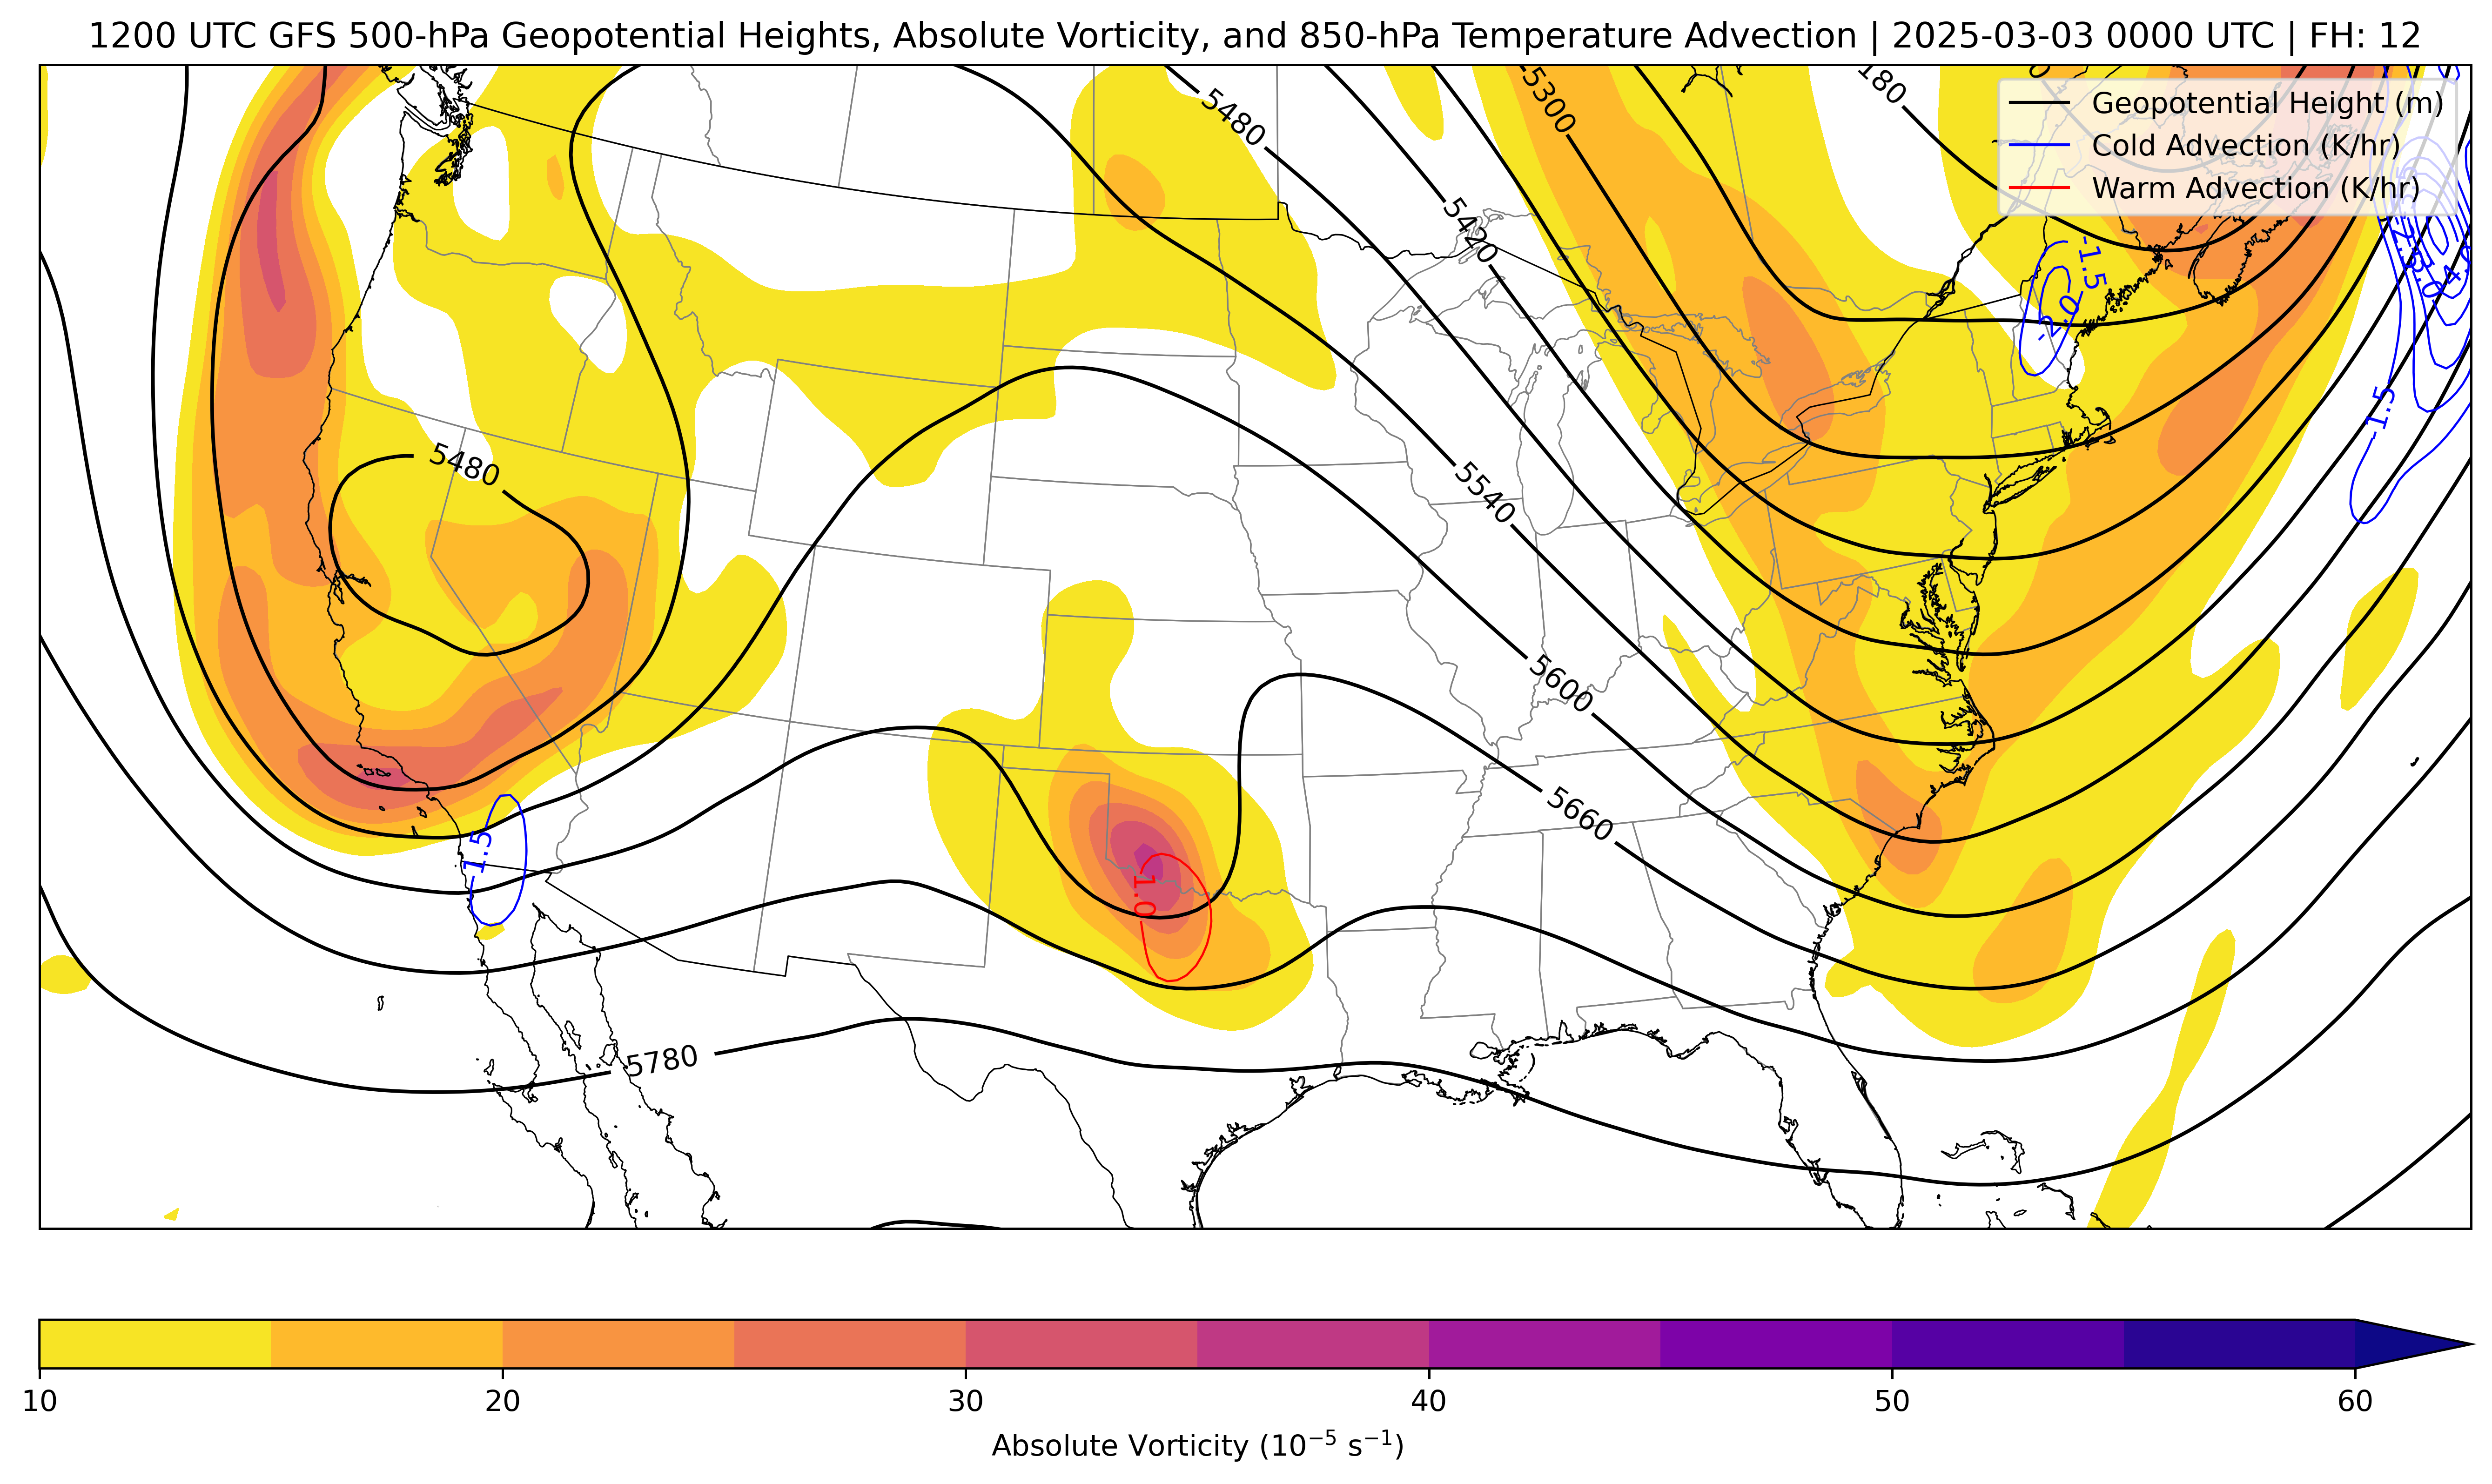 1200 UTC GFS 500-hPa Geopotential Heights, Absolute Vorticity, and 850-hPa Temperature Advection | 2025-03-03 0000 UTC | FH: 12
Geopotential Height (m)
Cold Advection (K/hr)
Warm Advection (K/hr)
5480
5300
180
5420
-1.5
-2.0
-1.5
5480
5540
5600
5660
-1.5
1.0
5780
10 20 30 40 50 60
Absolute Vorticity (10⁻⁵ s⁻¹)